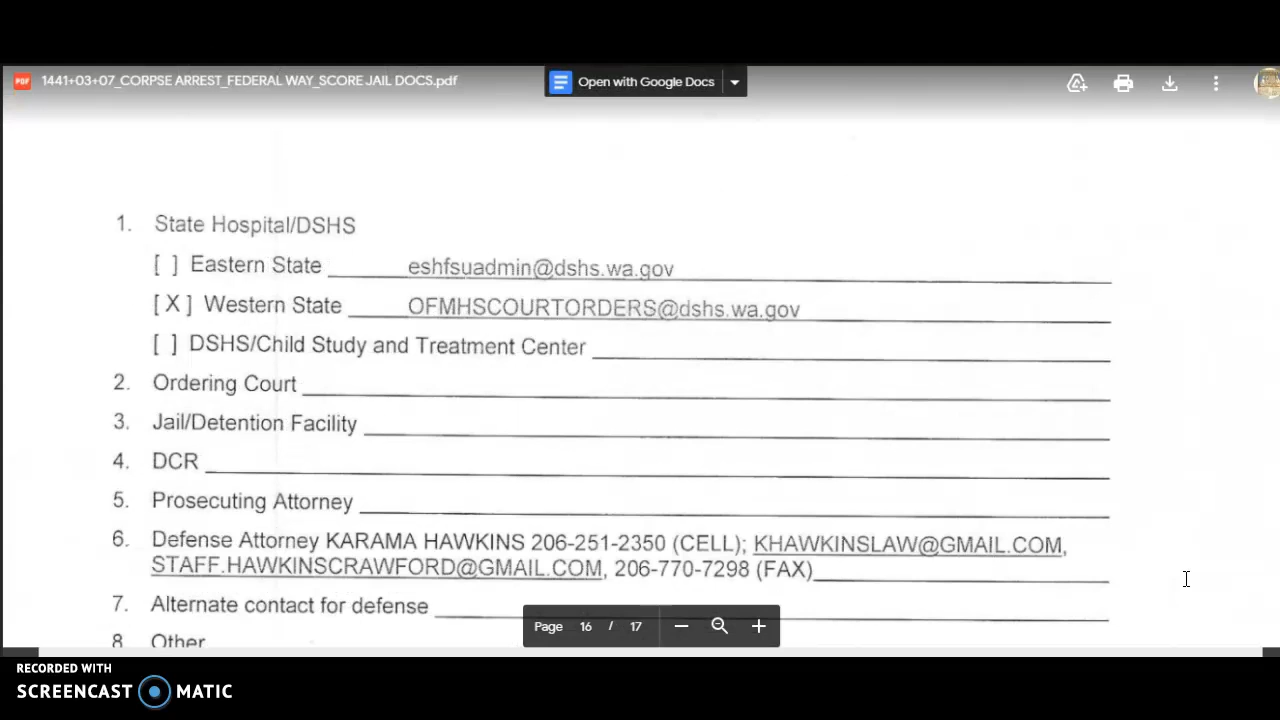 PDF 1441+03+07_CORPSE ARREST_FEDERAL WAY_SCORE JAIL DOCS.pdf
Open with Google Docs
1. State Hospital/DSHS
[ ] Eastern State eshfsuadmin@dshs.wa.gov
[ X ] Western State OFMHSCOURTORDERS@dshs.wa.gov
[ ] DSHS/Child Study and Treatment Center
2. Ordering Court
3. Jail/Detention Facility
4. DCR
5. Prosecuting Attorney
6. Defense Attorney KARAMA HAWKINS 206-251-2350 (CELL); KHAWKINSLAW@GMAIL.COM,
STAFF.HAWKINSCRAWFORD@GMAIL.COM, 206-770-7298 (FAX)
7. Alternate contact for defense
8 Other
Page 16 / 17
RECORDED WITH
SCREENCAST MATIC